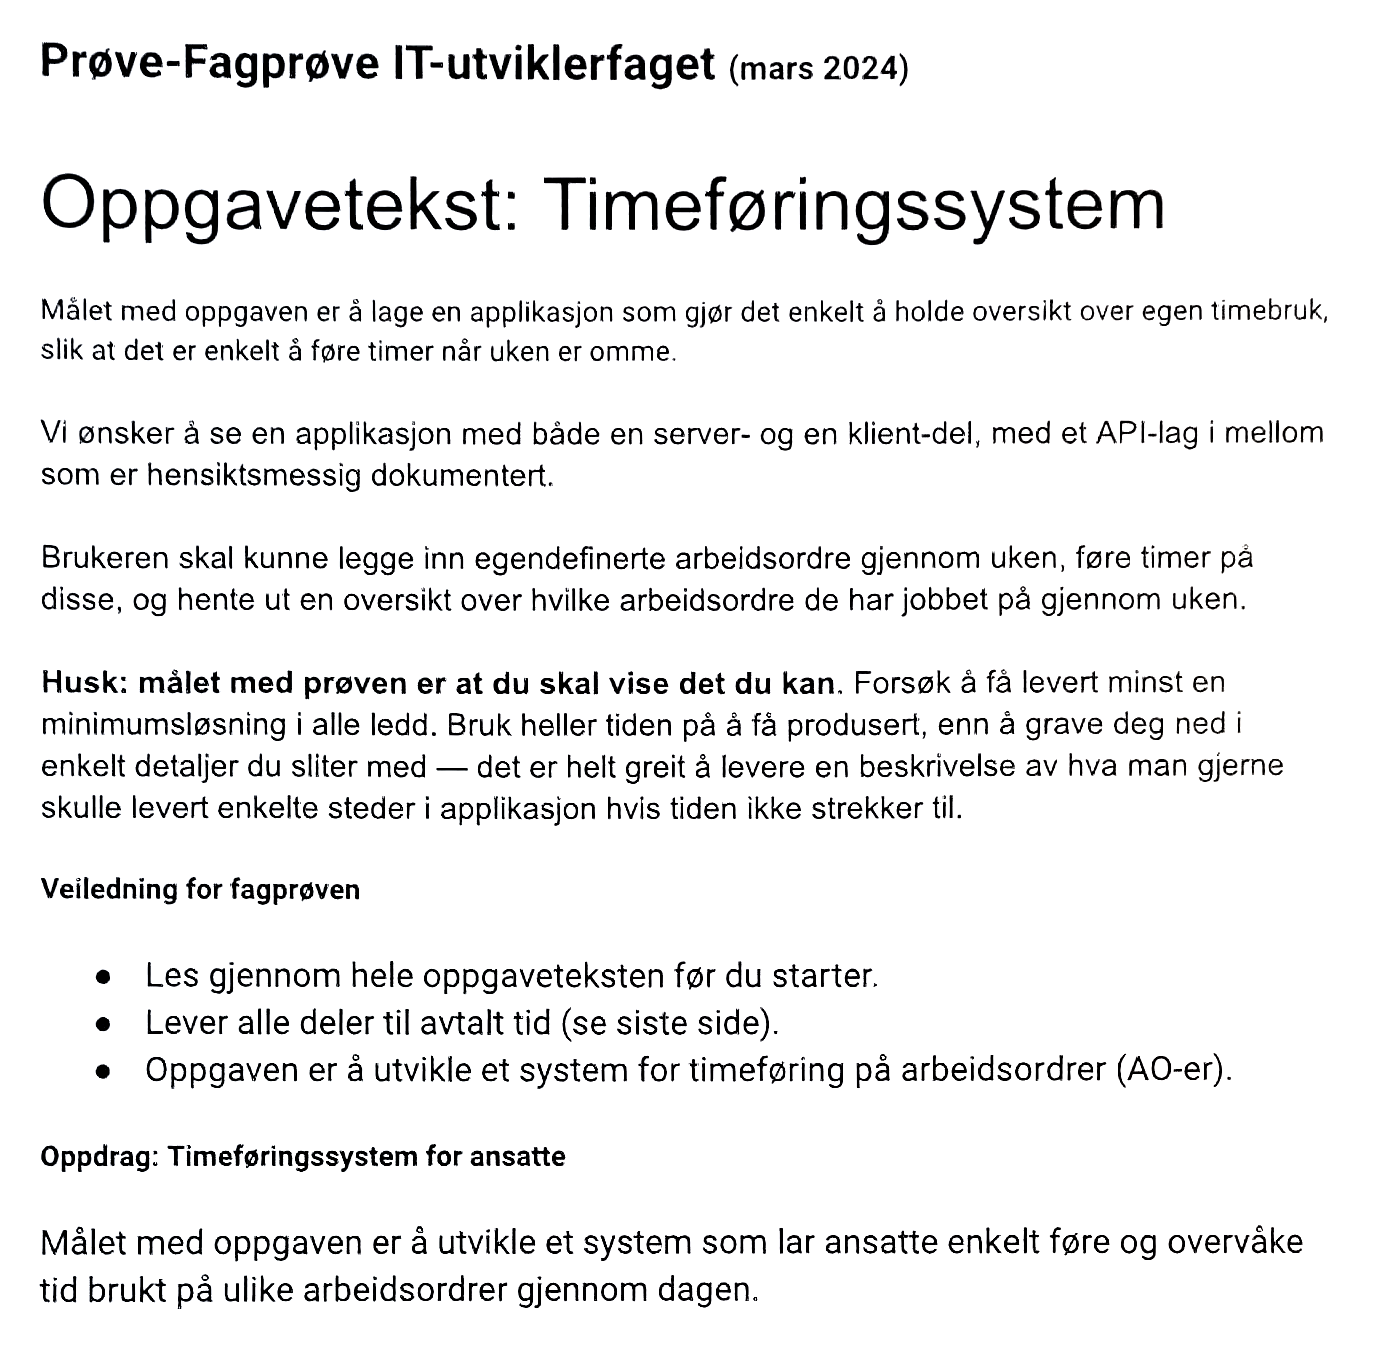 Prøve-Fagprøve IT-utviklerfaget (mars 2024)
Oppgavetekst: Timeføringssystem
Målet med oppgaven er å lage en applikasjon som gjør det enkelt å holde oversikt over egen timebruk,
slik at det er enkelt å føre timer når uken er omme.
Vi ønsker å se en applikasjon med både en server- og en klient-del, med et API-lag i mellom
som er hensiktsmessig dokumentert.
Brukeren skal kunne legge inn egendefinerte arbeidsordre gjennom uken, føre timer på
disse, og hente ut en oversikt over hvilke arbeidsordre de har jobbet på gjennom uken.
Husk: målet med prøven er at du skal vise det du kan. Forsøk å få levert minst en
minimumsløsning i alle ledd. Bruk heller tiden på å få produsert, enn å grave deg ned i
enkelt detaljer du sliter med — det er helt greit å levere en beskrivelse av hva man gjerne
skulle levert enkelte steder i applikasjon hvis tiden ikke strekker til.
Veiledning for fagprøven
● Les gjennom hele oppgaveteksten før du starter.
● Lever alle deler til avtalt tid (se siste side).
● Oppgaven er å utvikle et system for timeføring på arbeidsordrer (AO-er).
Oppdrag: Timeføringssystem for ansatte
Målet med oppgaven er å utvikle et system som lar ansatte enkelt føre og overvåke
tid brukt på ulike arbeidsordrer gjennom dagen.